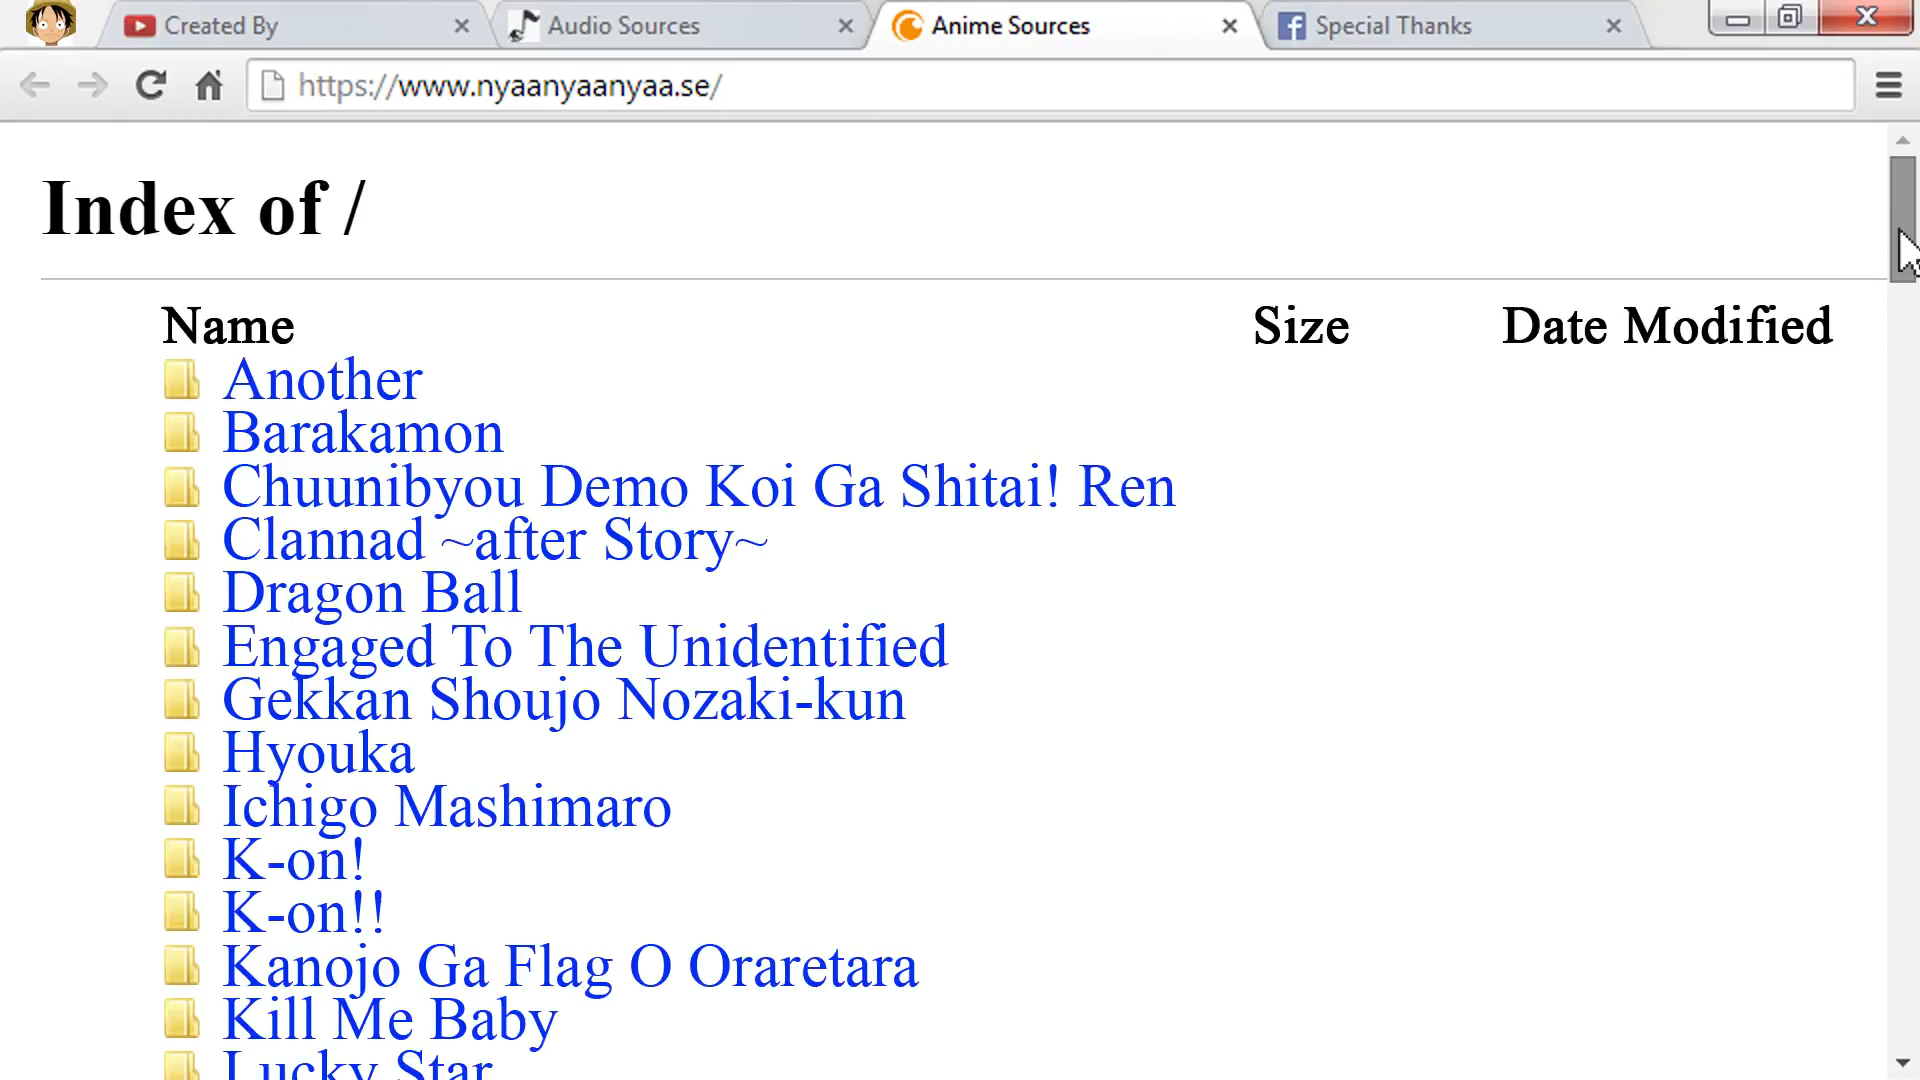 Created By
Audio Sources
Anime Sources
Special Thanks
https://www.nyaanyaanyaa.se/
Index of /
Name Size Date Modified
Another
Barakamon
Chuunibyou Demo Koi Ga Shitai! Ren
Clannad ~after Story~
Dragon Ball
Engaged To The Unidentified
Gekkan Shoujo Nozaki-kun
Hyouka
Ichigo Mashimaro
K-on!
K-on!!
Kanojo Ga Flag O Oraretara
Kill Me Baby
Lucky Star